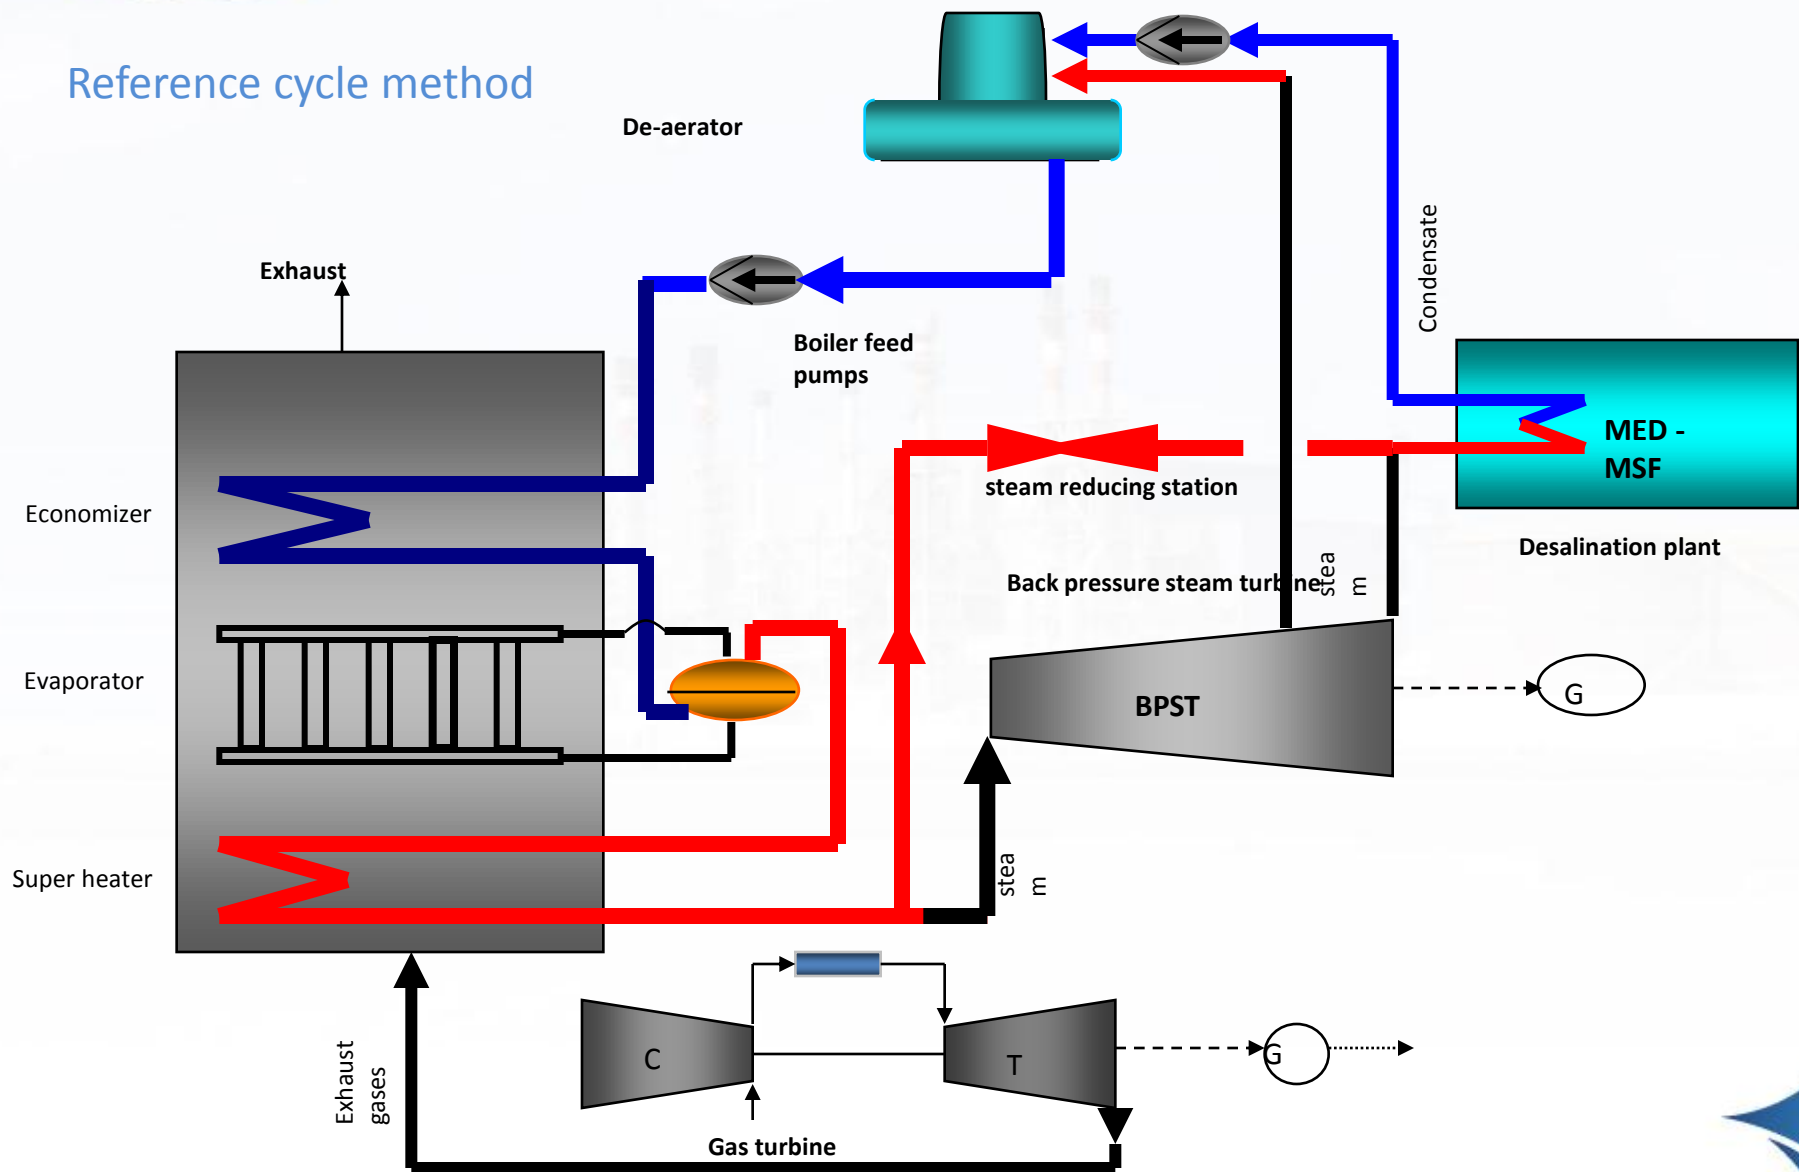 Reference cycle method
De-aerator
Condensate
Exhaust
Boiler feed
pumps
MED -
MSF
steam reducing station
Economizer
Desalination plant
Back pressure steam turbine
stea
m
Evaporator
BPST
G
Super heater
stea
m
C
T
G
Exhaust
gases
Gas turbine